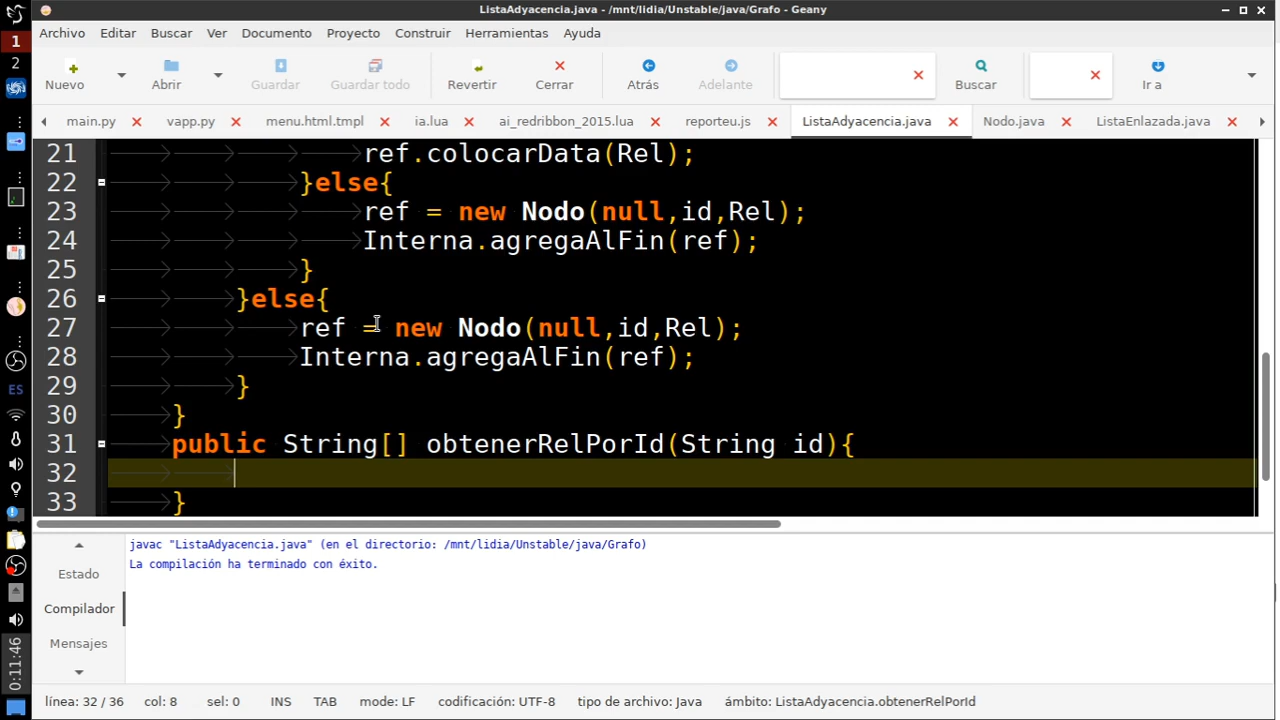 ListaAdyacencia.java - /mnt/lidia/Unstable/java/Grafo - Geany
1
Archivo Editar Buscar Ver Documento Proyecto Construir Herramientas Ayuda
2
Nuevo Abrir Guardar Guardar todo Revertir Cerrar Atrás Adelante Buscar Ir a
main.py vapp.py menu.html.tmpl ia.lua ai_redribbon_2015.lua reporteu.js ListaAdyacencia.java Nodo.java ListaEnlazada.java
21 ref.colocarData(Rel);
22 }else{
23 ref = new Nodo(null,id,Rel);
24 Interna.agregaAlFin(ref);
25 }
26 }else{
27 ref = new Nodo(null,id,Rel);
28 Interna.agregaAlFin(ref);
29 }
ES
30 }
31 public String[] obtenerRelPorId(String id){
32
33 }
javac "ListaAdyacencia.java" (en el directorio: /mnt/lidia/Unstable/java/Grafo)
La compilación ha terminado con éxito.
Estado
Compilador
Mensajes
0:11:46
línea: 32 / 36 col: 8 sel: 0 INS TAB mode: LF codificación: UTF-8 tipo de archivo: Java ámbito: ListaAdyacencia.obtenerRelPorId